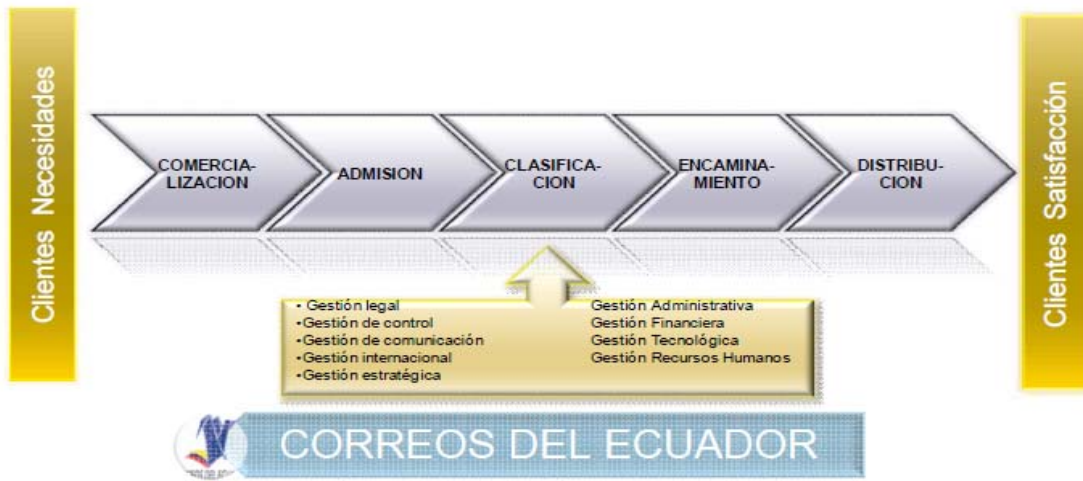 Clientes Necesidades
COMERCIA-
LIZACION
ADMISION
CLASIFICA-
CION
ENCAMINA-
MIENTO
DISTRIBU-
CION
Clientes Satisfacción
• Gestión legal
•Gestión de control
•Gestión de comunicación
•Gestión internacional
•Gestión estratégica
Gestión Administrativa
Gestión Financiera
Gestión Tecnológica
Gestión Recursos Humanos
CORREOS DEL ECUADOR